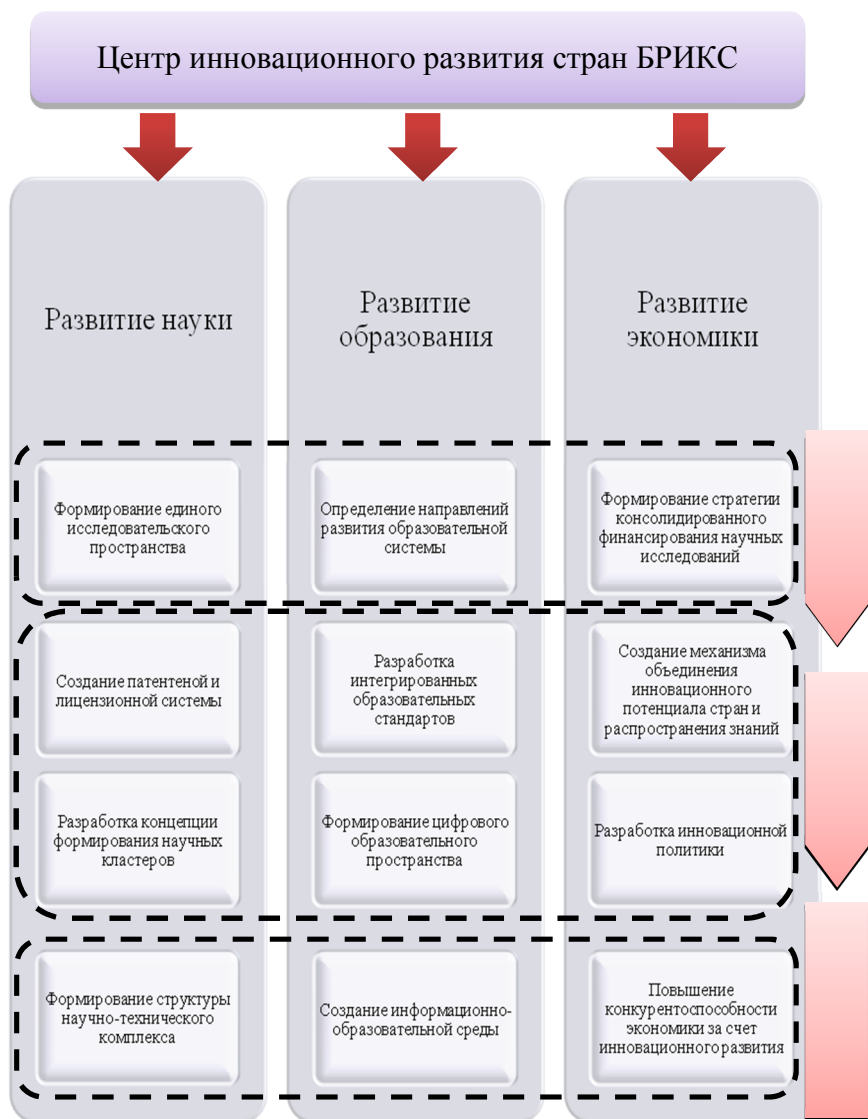 Центр инновационного развития стран БРИКС
Развитие науки
Развитие
образования
Развитие
экономики
Формирование единого
исследовательского
пространства
Определение направлений
развития образовательной
системы
Формирование стратегии
консолидированного
финансирования научных
исследований
Создание патентеной и
лицензионной системы
Разработка
интегрированных
образовательных
стандартов
Создание механизма
объединения
инновационного
потенциала стран и
распространения знаний
Разработка концепции
формирования научных
кластеров
Формирование цифрового
образовательного
пространства
Разработка инновационной
политики
Формирование структуры
научно-технического
комплекса
Создание информационно-
образовательной среды
Повышение
конкурентоспособности
экономики за счет
инновационного развития